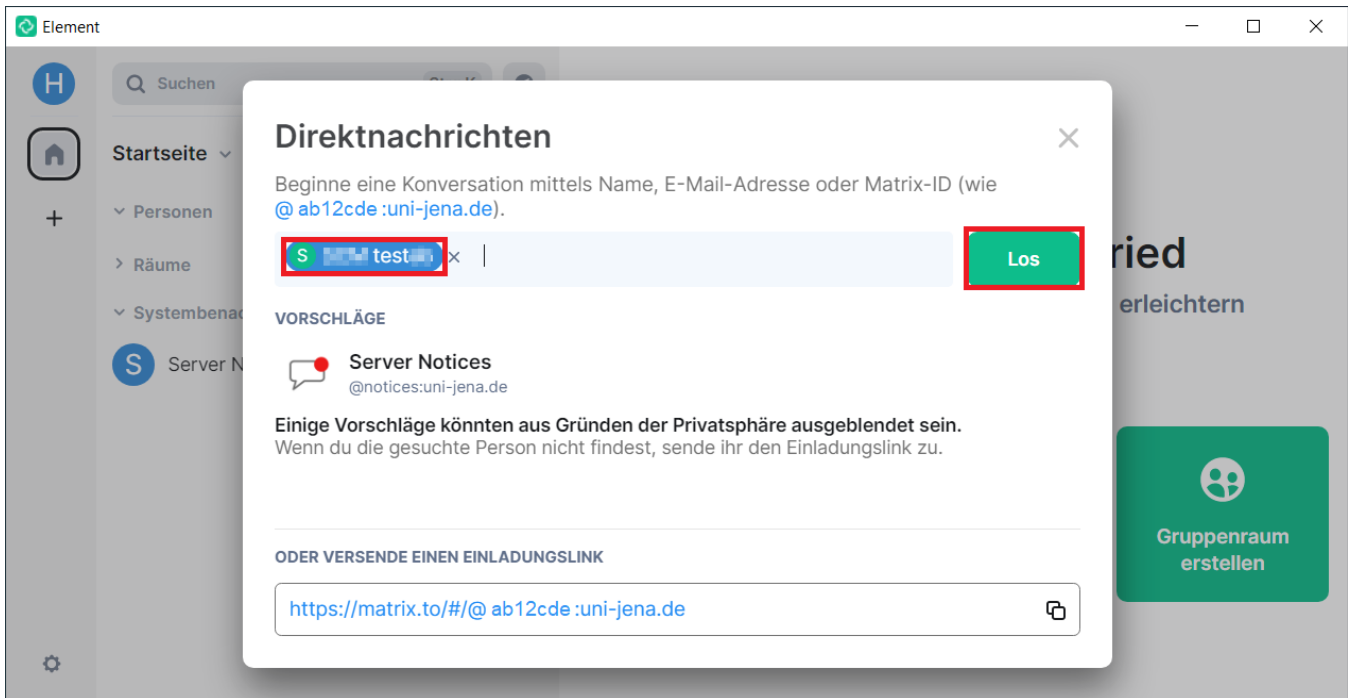 Element
H
Suchen
Startseite
Personen
Räume
Systembenac
S Server N
Direktnachrichten
Beginne eine Konversation mittels Name, E-Mail-Adresse oder Matrix-ID (wie
@ ab12cde :uni-jena.de).
S test
Los
VORSCHLÄGE
Server Notices
@notices:uni-jena.de
Einige Vorschläge könnten aus Gründen der Privatsphäre ausgeblendet sein.
Wenn du die gesuchte Person nicht findest, sende ihr den Einladungslink zu.
ODER VERSENDE EINEN EINLADUNGSLINK
https://matrix.to/#/@ ab12cde :uni-jena.de
ried
erleichtern
Gruppenraum
erstellen